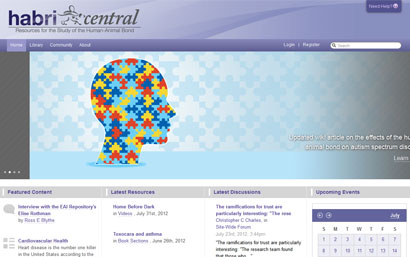 Need Help?
habri central
Resources for the Study of the Human-Animal Bond
Home Library Community About
Login | Register
Search
Updated wiki article on the effects of the hu
animal bond on autism spectrum disc
Learn
Featured Content
Interview with the EAI Repository's
Elise Rothman
by Ross E Blythe
Cardiovascular Health
Heart disease is the number one killer
in the United States according to the
Latest Resources
Home Before Dark
in Videos , July 31st, 2012
Toxocara and asthma
in Book Sections , June 26th, 2012
Latest Discussions
The ramifications for trust are
particularly interesting: "The rese
Christopher C Charles, in
Site-Wide Forum
July 23rd, 2012, 7:44pm
"The ramifications for trust are particularly
interesting: "The research team found
that those who
Upcoming Events
July
S M T W T F S
1 2 3 4 5 6 7
8 9 10 11 12 13 14